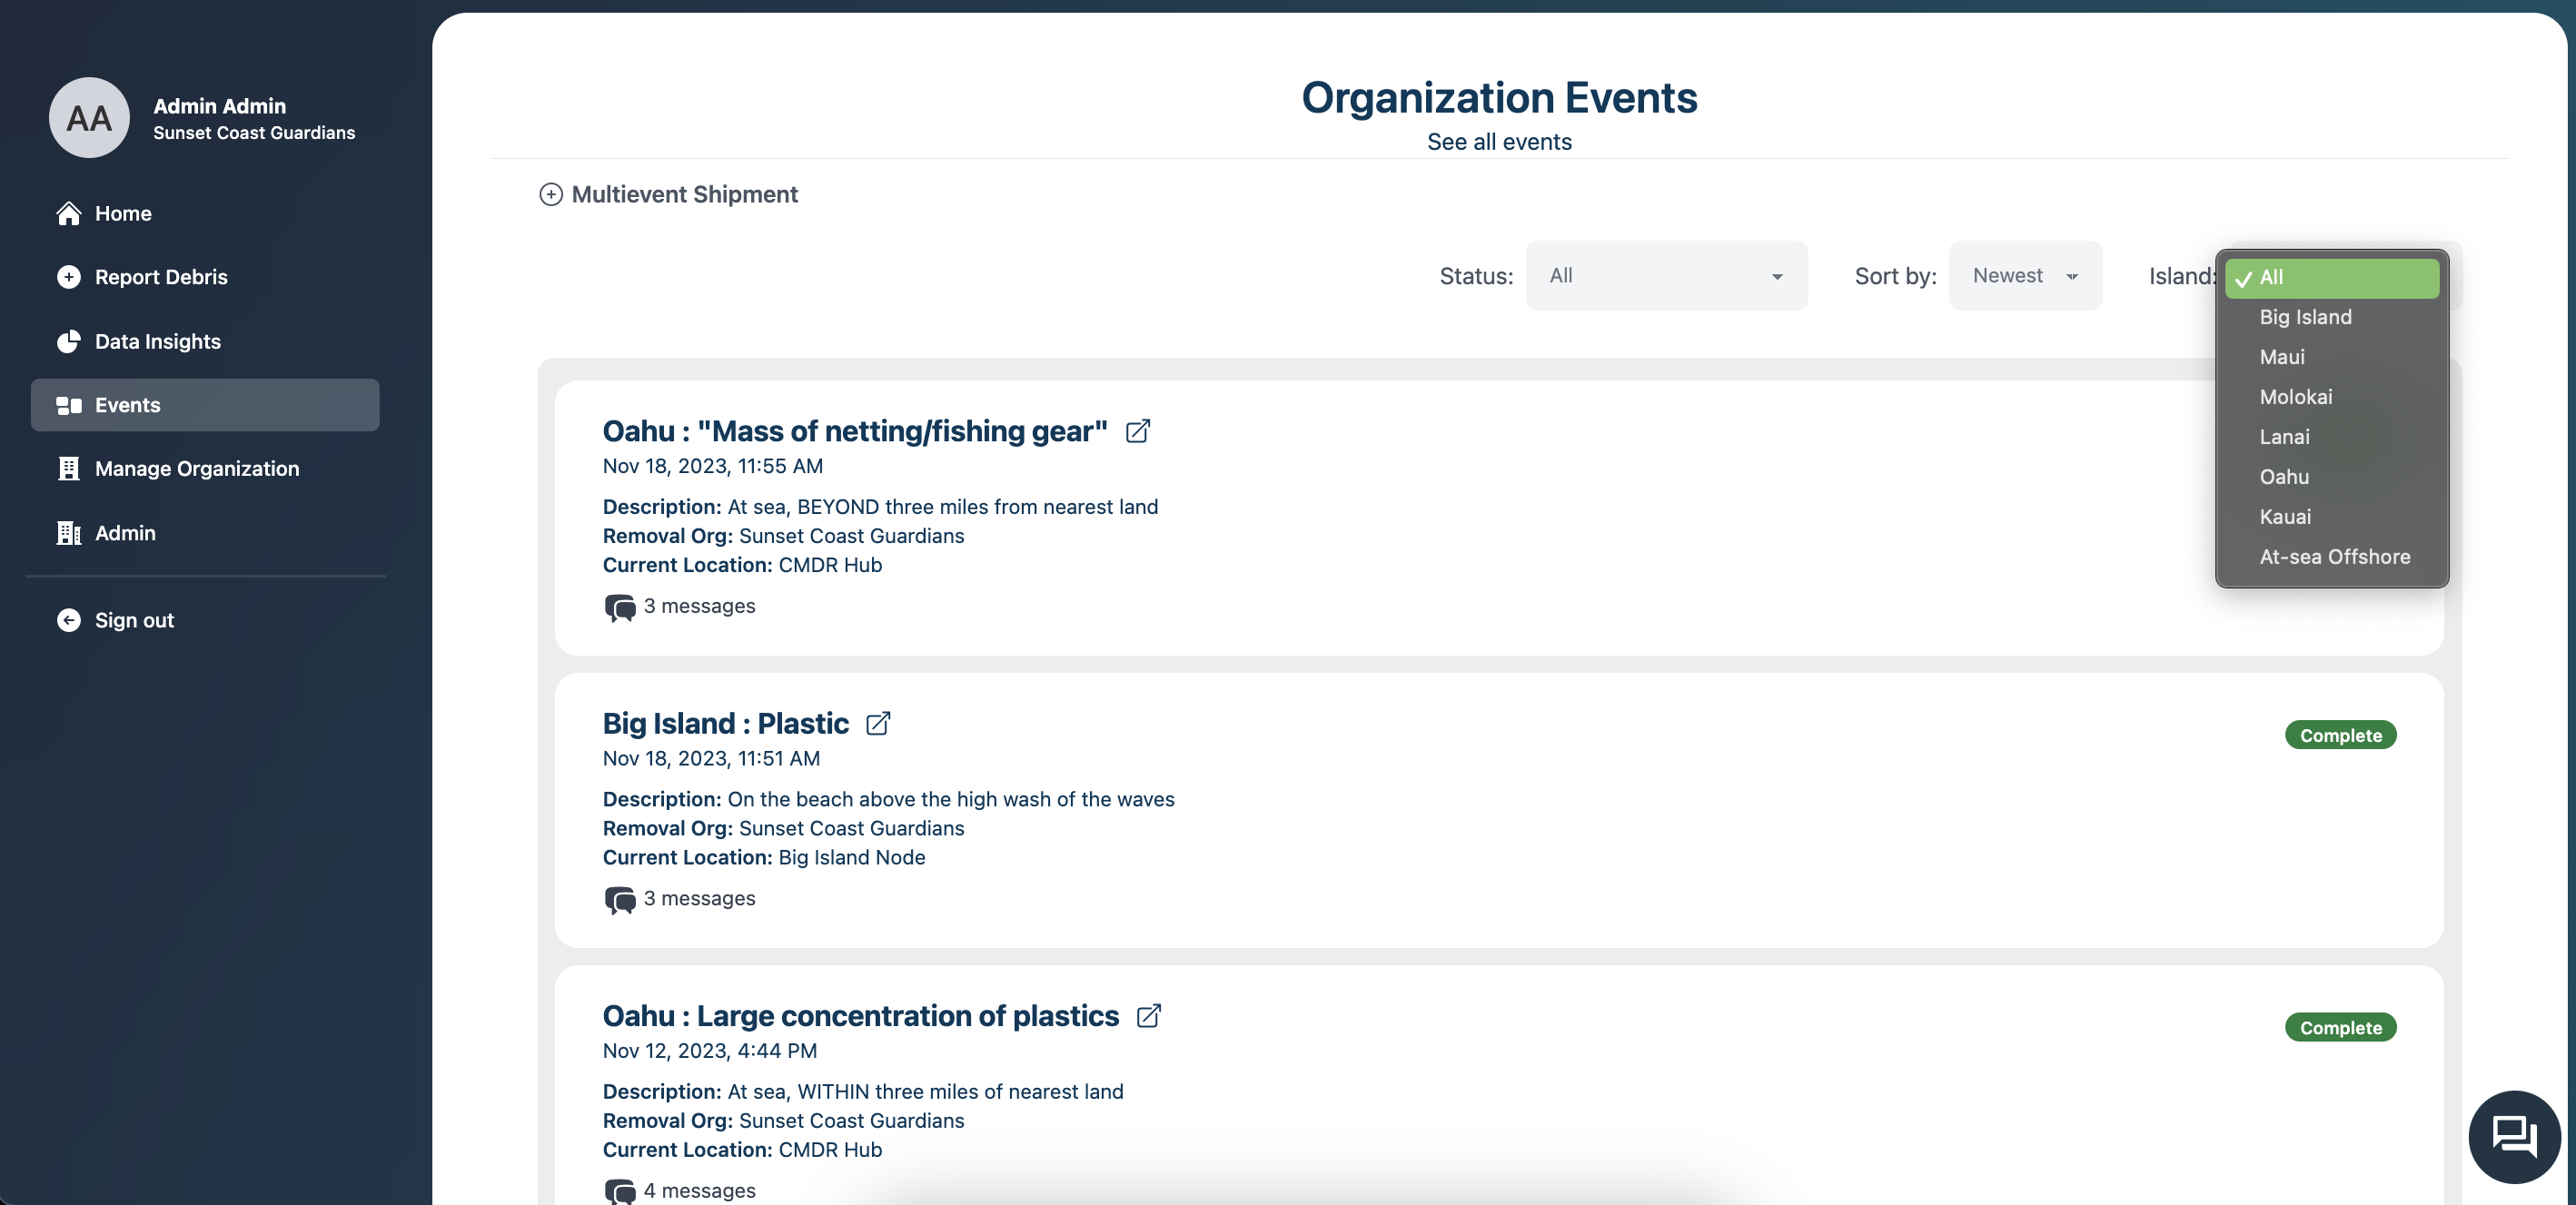 AA
Admin Admin
Sunset Coast Guardians
Home
Report Debris
Data Insights
Events
Manage Organization
Admin
Sign out
Organization Events
See all events
Multievent Shipment
Status: All
Sort by: Newest
Island:
All
Big Island
Maui
Molokai
Lanai
Oahu
Kauai
At-sea Offshore
Oahu : "Mass of netting/fishing gear"
Nov 18, 2023, 11:55 AM
Description: At sea, BEYOND three miles from nearest land
Removal Org: Sunset Coast Guardians
Current Location: CMDR Hub
3 messages
Big Island : Plastic
Complete
Nov 18, 2023, 11:51 AM
Description: On the beach above the high wash of the waves
Removal Org: Sunset Coast Guardians
Current Location: Big Island Node
3 messages
Oahu : Large concentration of plastics
Complete
Nov 12, 2023, 4:44 PM
Description: At sea, WITHIN three miles of nearest land
Removal Org: Sunset Coast Guardians
Current Location: CMDR Hub
4 messages